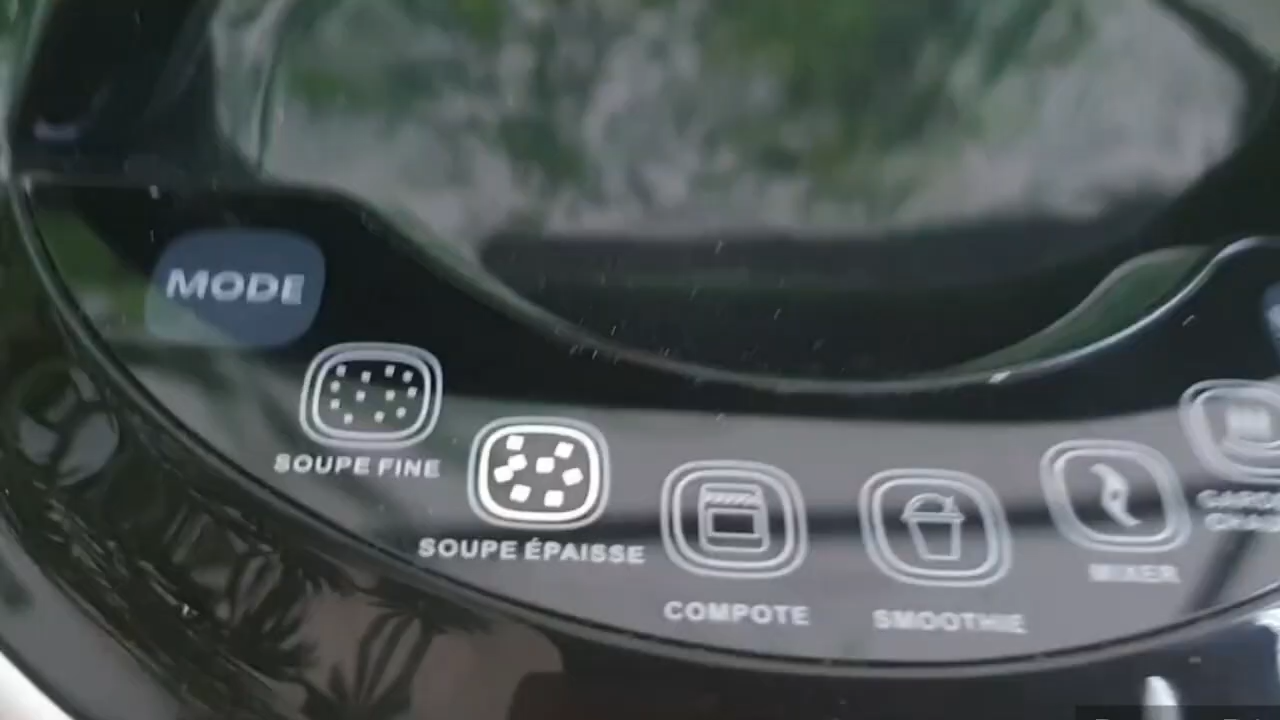 MODE
SOUPE FINE
SOUPE ÉPAISSE
COMPOTE
SMOOTHIE
MIXER